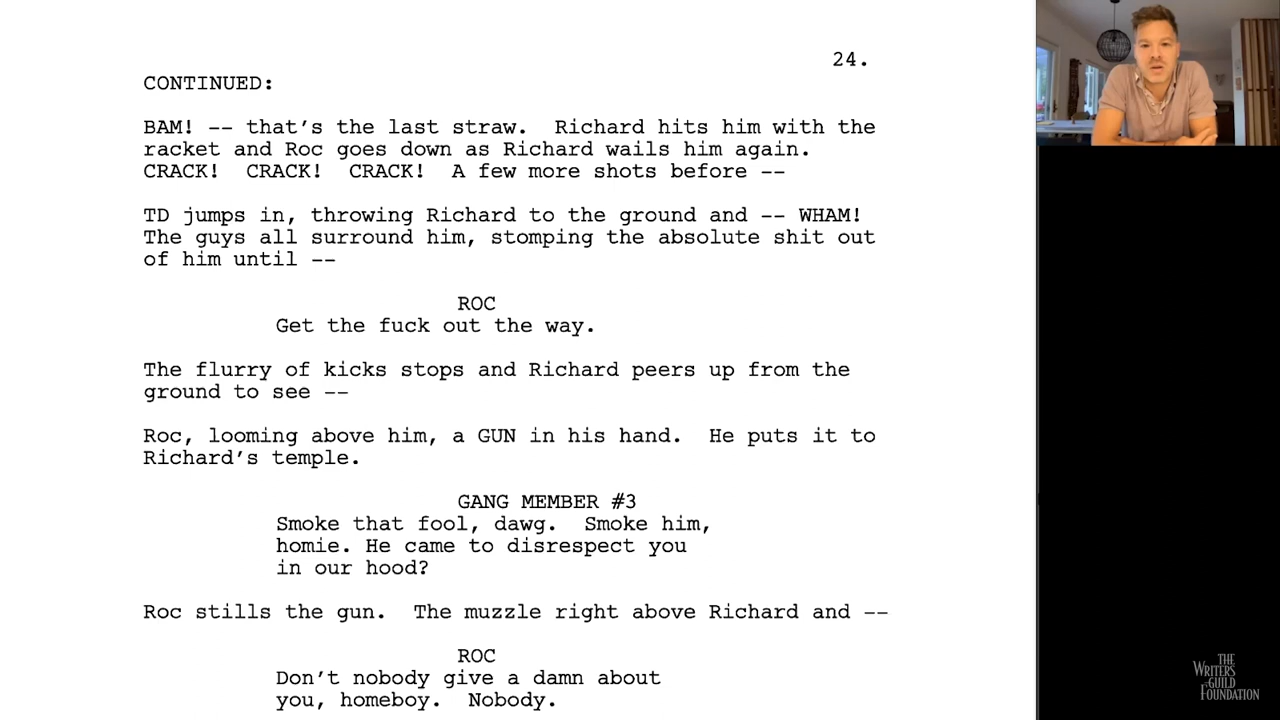 24.
CONTINUED:
BAM! -- that's the last straw.  Richard hits him with the
racket and Roc goes down as Richard wails him again.
CRACK!  CRACK!  CRACK!  A few more shots before --
TD jumps in, throwing Richard to the ground and -- WHAM!
The guys all surround him, stomping the absolute shit out
of him until --
ROC
Get the fuck out the way.
The flurry of kicks stops and Richard peers up from the
ground to see --
Roc, looming above him, a GUN in his hand.  He puts it to
Richard's temple.
GANG MEMBER #3
Smoke that fool, dawg.  Smoke him,
homie. He came to disrespect you
in our hood?
Roc stills the gun.  The muzzle right above Richard and --
ROC
Don't nobody give a damn about
you, homeboy.  Nobody.
THE
WRITERS
GUILD
FOUNDATION